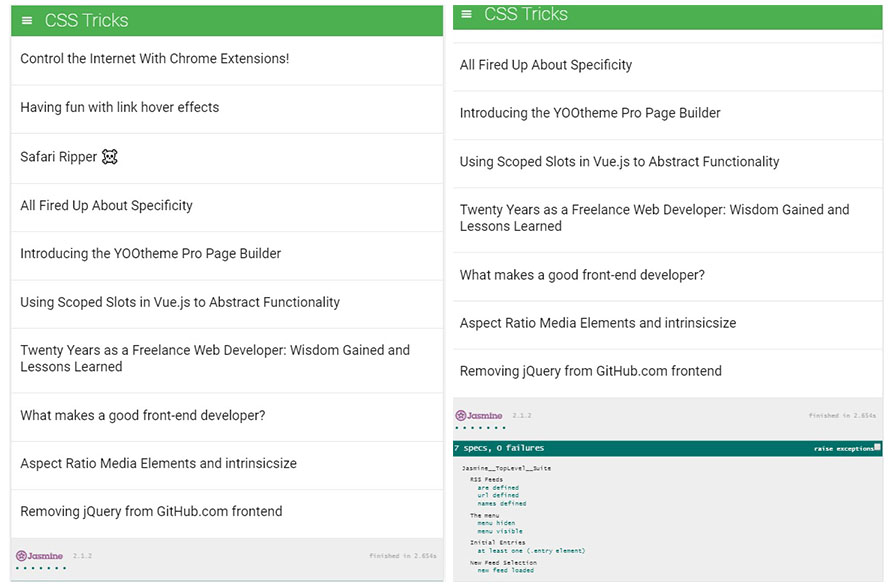 CSS Tricks
Control the Internet With Chrome Extensions!
Having fun with link hover effects
Safari Ripper ☠
All Fired Up About Specificity
Introducing the YOOtheme Pro Page Builder
Using Scoped Slots in Vue.js to Abstract Functionality
Twenty Years as a Freelance Web Developer: Wisdom Gained and
Lessons Learned
What makes a good front-end developer?
Aspect Ratio Media Elements and intrinsicsize
Removing jQuery from GitHub.com frontend
Jasmine 2.1.2 finished in 2.654s
CSS Tricks
All Fired Up About Specificity
Introducing the YOOtheme Pro Page Builder
Using Scoped Slots in Vue.js to Abstract Functionality
Twenty Years as a Freelance Web Developer: Wisdom Gained and
Lessons Learned
What makes a good front-end developer?
Aspect Ratio Media Elements and intrinsicsize
Removing jQuery from GitHub.com frontend
Jasmine 2.1.2 finished in 2.654s
7 specs, 0 failures raise exceptions
Jasmine__TopLevel__Suite
RSS Feeds
are defined
url defined
names defined
The menu
menu hiden
menu visible
Initial Entries
at least one (.entry element)
New Feed Selection
new feed loaded